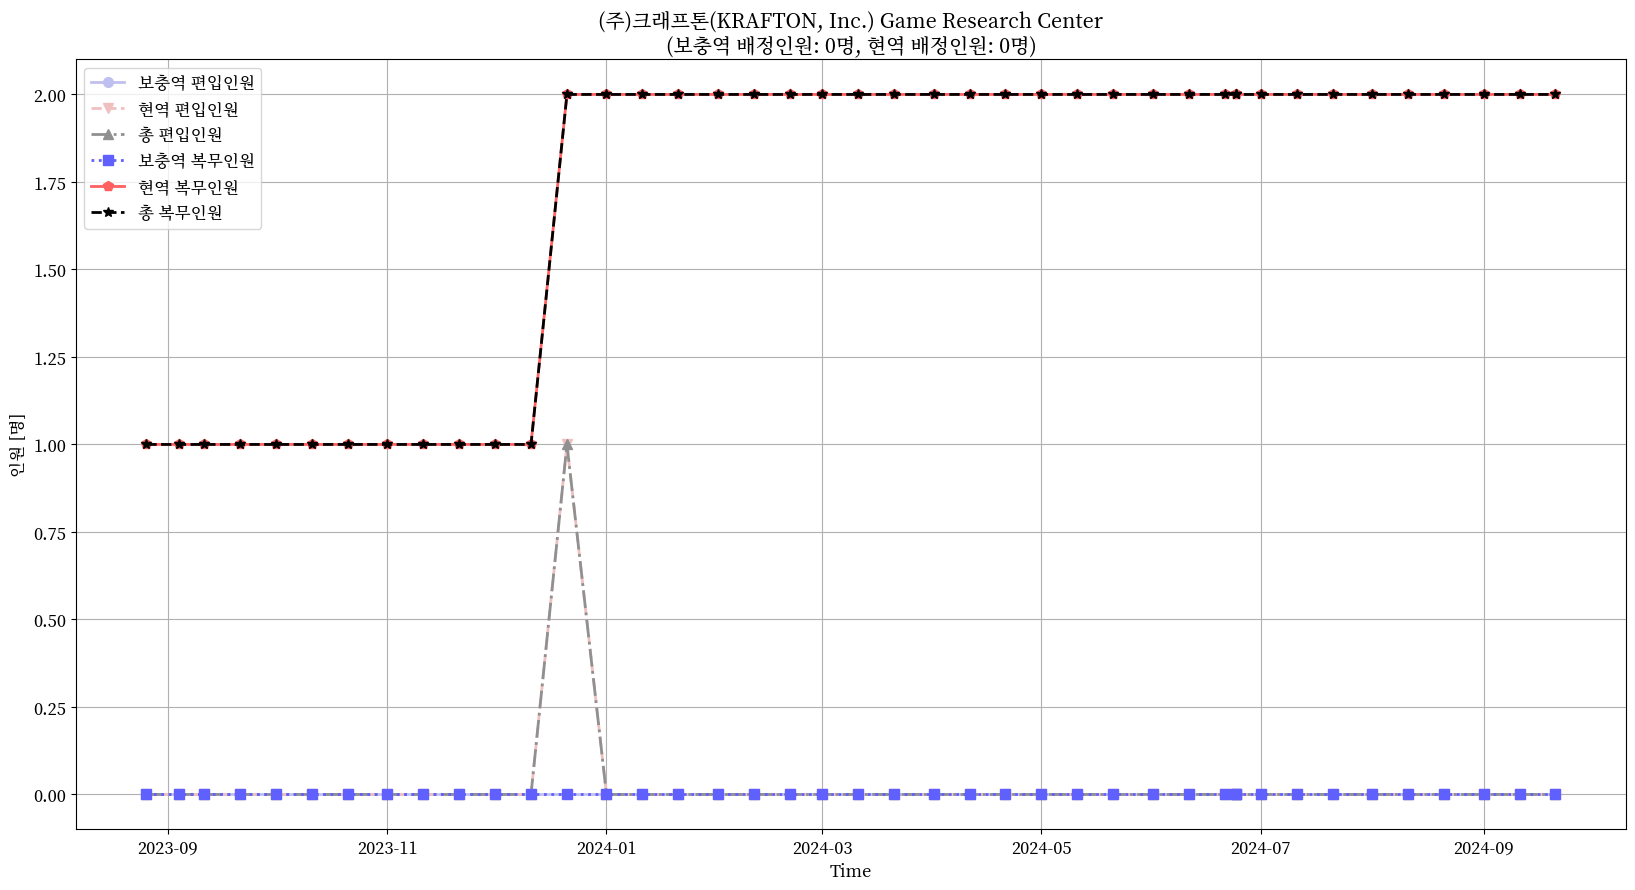 (주)크래프톤(KRAFTON, Inc.) Game Research Center
(보충역 배정인원: 0명, 현역 배정인원: 0명)
보충역 편입인원
현역 편입인원
총 편입인원
보충역 복무인원
현역 복무인원
총 복무인원
2.00
1.75
1.50
1.25
1.00
0.75
0.50
0.25
0.00
인원 [명]
2023-09
2023-11
2024-01
2024-03
2024-05
2024-07
2024-09
Time